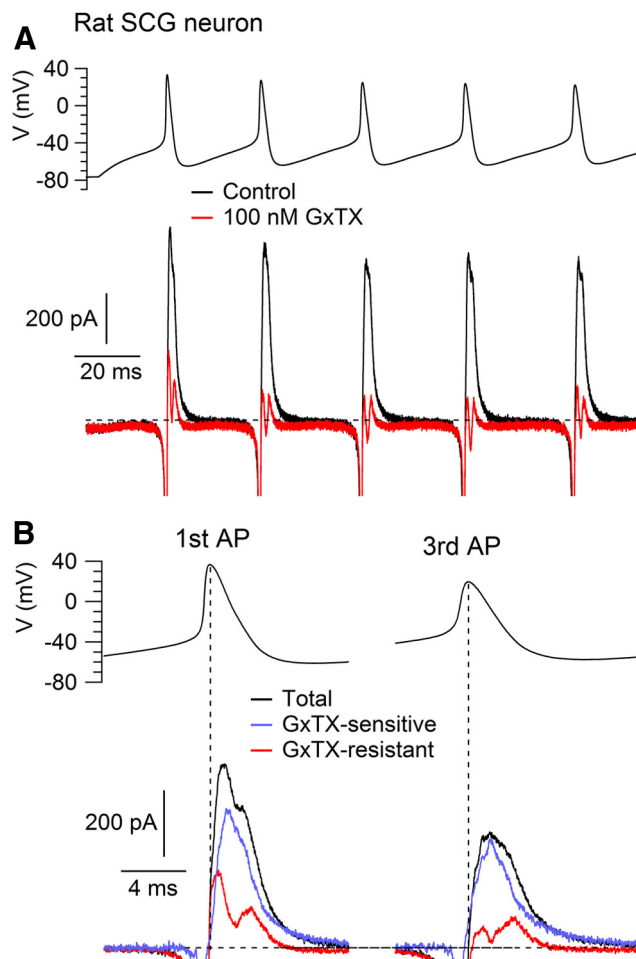 Rat SCG neuron
A
V (mV)
40
0
-40
-80
Control
100 nM GxTX
200 pA
20 ms
B
1st AP
3rd AP
V (mV)
40
0
-40
-80
Total
GxTX-sensitive
GxTX-resistant
200 pA
4 ms